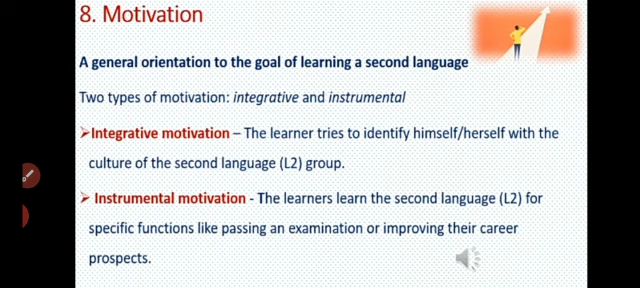 8. Motivation
A general orientation to the goal of learning a second language
Two types of motivation: integrative and instrumental
➢Integrative motivation – The learner tries to identify himself/herself with the
culture of the second language (L2) group.
➢ Instrumental motivation - The learners learn the second language (L2) for
specific functions like passing an examination or improving their career
prospects.